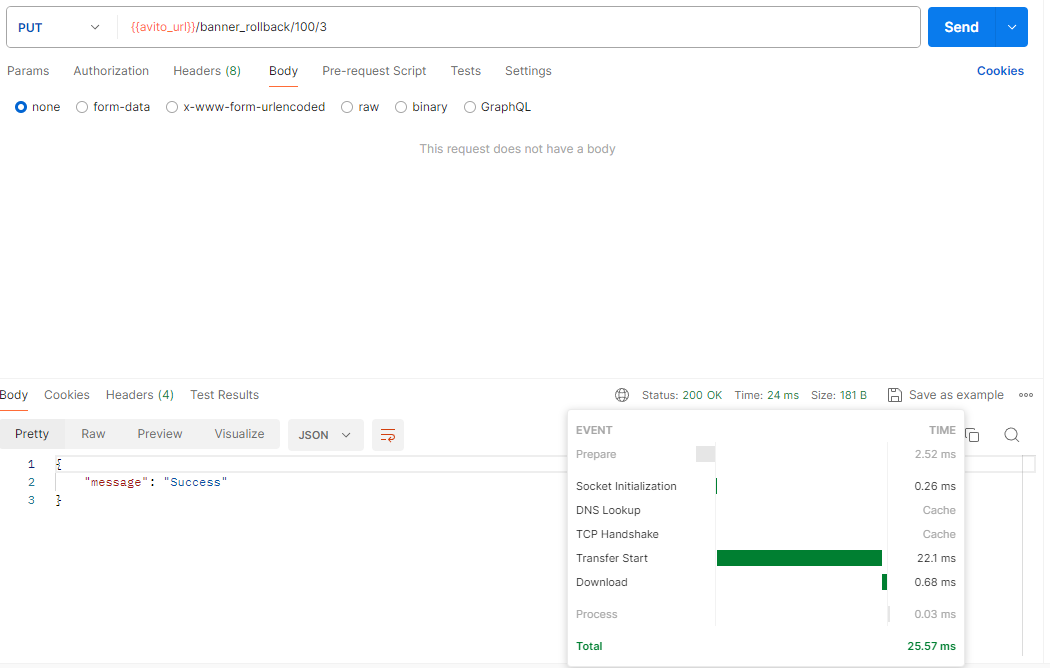 PUT {{avito_url}}/banner_rollback/100/3 Send
Params Authorization Headers (8) Body Pre-request Script Tests Settings Cookies
none form-data x-www-form-urlencoded raw binary GraphQL
This request does not have a body
Body Cookies Headers (4) Test Results Status: 200 OK Time: 24 ms Size: 181 B Save as example
Pretty Raw Preview Visualize JSON
1 {
2 "message": "Success"
3 }
EVENT TIME
Prepare 2.52 ms
Socket Initialization 0.26 ms
DNS Lookup Cache
TCP Handshake Cache
Transfer Start 22.1 ms
Download 0.68 ms
Process 0.03 ms
Total 25.57 ms